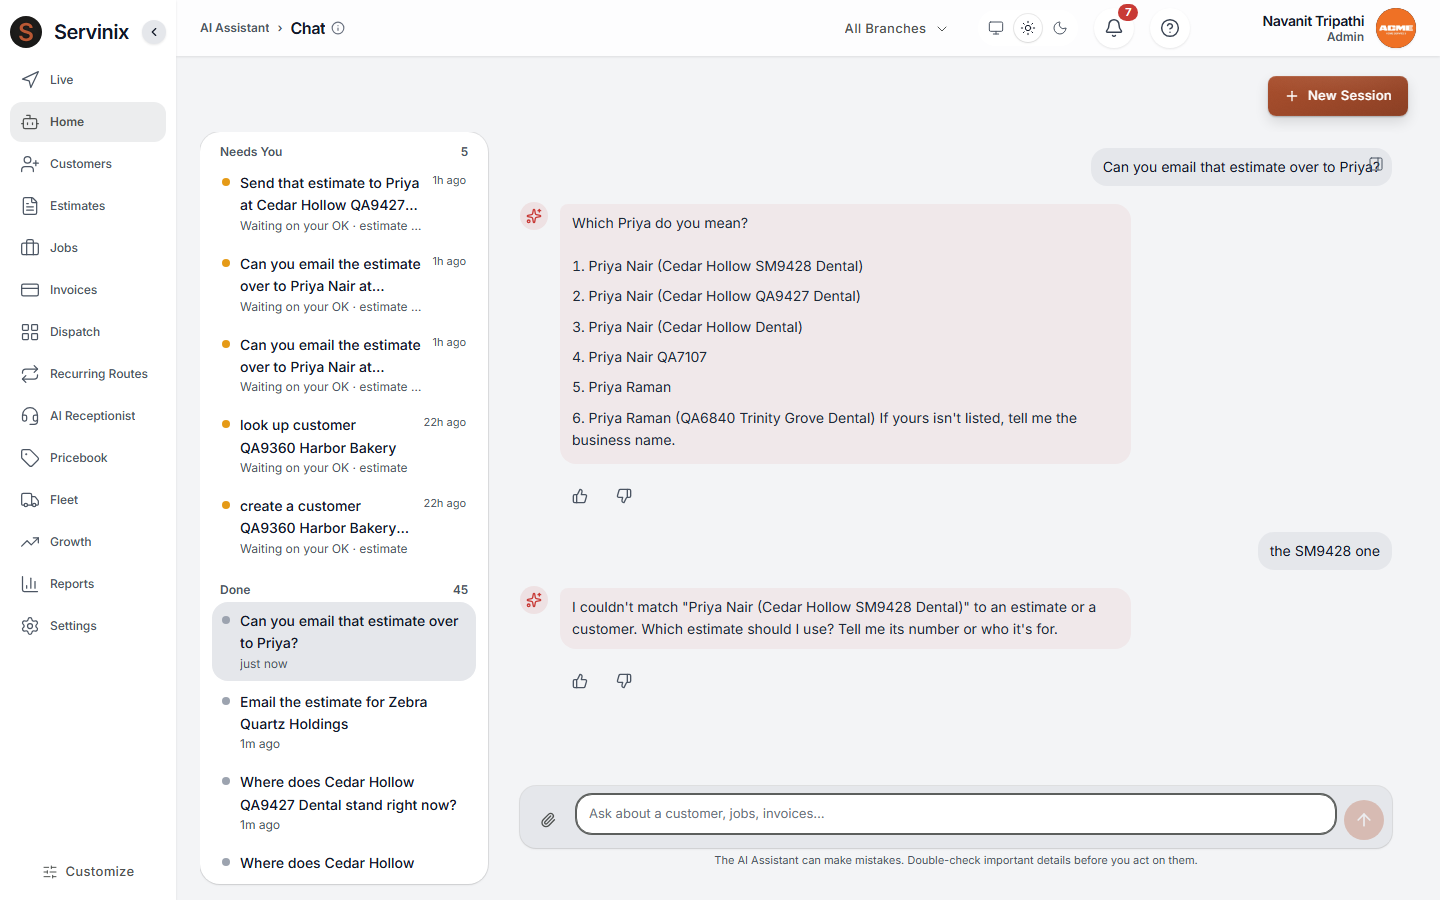 S Servinix
Live
Home
Customers
Estimates
Jobs
Invoices
Dispatch
Recurring Routes
AI Receptionist
Pricebook
Fleet
Growth
Reports
Settings
Customize
AI Assistant › Chat
All Branches
7
Navanit Tripathi
Admin
ACME
+ New Session
Needs You 5
Send that estimate to Priya 1h ago
at Cedar Hollow QA9427...
Waiting on your OK · estimate ...
Can you email the estimate 1h ago
over to Priya Nair at...
Waiting on your OK · estimate ...
Can you email the estimate 1h ago
over to Priya Nair at...
Waiting on your OK · estimate ...
look up customer 22h ago
QA9360 Harbor Bakery
Waiting on your OK · estimate
create a customer 22h ago
QA9360 Harbor Bakery...
Waiting on your OK · estimate
Done 45
Can you email that estimate over
to Priya?
just now
Email the estimate for Zebra
Quartz Holdings
1m ago
Where does Cedar Hollow
QA9427 Dental stand right now?
1m ago
Where does Cedar Hollow
Can you email that estimate over to Priya?
Which Priya do you mean?
1. Priya Nair (Cedar Hollow SM9428 Dental)
2. Priya Nair (Cedar Hollow QA9427 Dental)
3. Priya Nair (Cedar Hollow Dental)
4. Priya Nair QA7107
5. Priya Raman
6. Priya Raman (QA6840 Trinity Grove Dental) If yours isn't listed, tell me the
business name.
the SM9428 one
I couldn't match "Priya Nair (Cedar Hollow SM9428 Dental)" to an estimate or a
customer. Which estimate should I use? Tell me its number or who it's for.
Ask about a customer, jobs, invoices...
The AI Assistant can make mistakes. Double-check important details before you act on them.